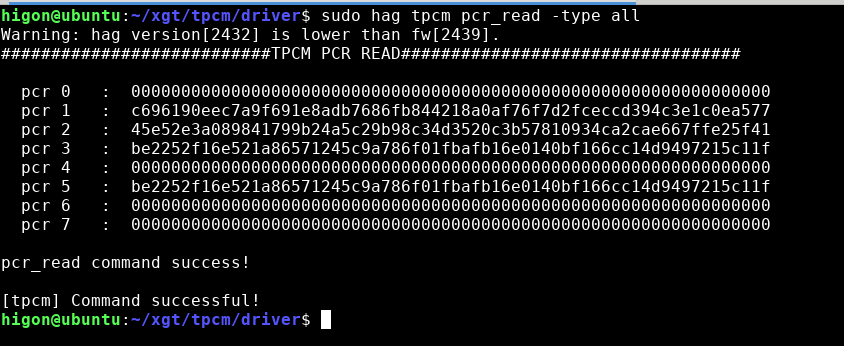 higon@ubuntu:~/xgt/tpcm/driver$ sudo hag tpcm pcr_read -type all
Warning: hag version[2432] is lower than fw[2439].
###########################TPCM PCR READ##################################
pcr 0   :  0000000000000000000000000000000000000000000000000000000000000000
pcr 1   :  c696190eec7a9f691e8adb7686fb844218a0af76f7d2fceccd394c3e1c0ea577
pcr 2   :  45e52e3a089841799b24a5c29b98c34d3520c3b57810934ca2cae667ffe25f41
pcr 3   :  be2252f16e521a86571245c9a786f01fbafb16e0140bf166cc14d9497215c11f
pcr 4   :  0000000000000000000000000000000000000000000000000000000000000000
pcr 5   :  be2252f16e521a86571245c9a786f01fbafb16e0140bf166cc14d9497215c11f
pcr 6   :  0000000000000000000000000000000000000000000000000000000000000000
pcr 7   :  0000000000000000000000000000000000000000000000000000000000000000
pcr_read command success!
[tpcm] Command successful!
higon@ubuntu:~/xgt/tpcm/driver$